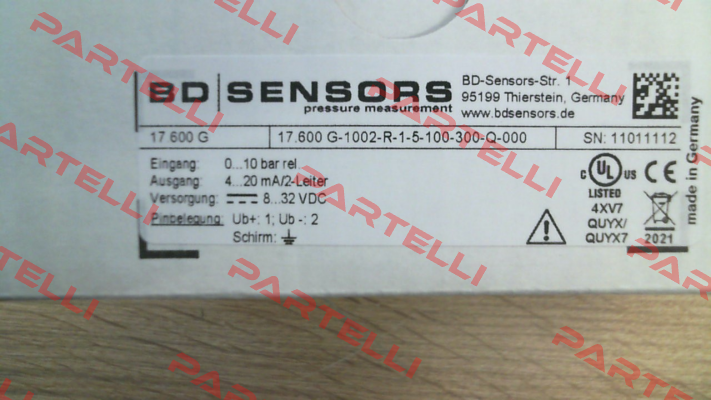 BD SENSORS
pressure measurement
BD-Sensors-Str. 1
95199 Thierstein, Germany
www.bdsensors.de
17.600 G 17.600 G-1002-R-1-5-100-300-Q-000 SN: 11011112
Eingang: 0...10 bar rel
Ausgang: 4...20 mA/2-Leiter
Versorgung: 8...32 VDC
Pinbelegung: Ub+: 1; Ub -: 2
Schirm:
C UL US CE
LISTED
4XV7
QUYX/
QUYX7
2021
made in Germany
PARTELLI
PARTELLI
PARTELLI
PARTELLI
PARTELLI
PARTELLI
PARTELLI
PARTELLI